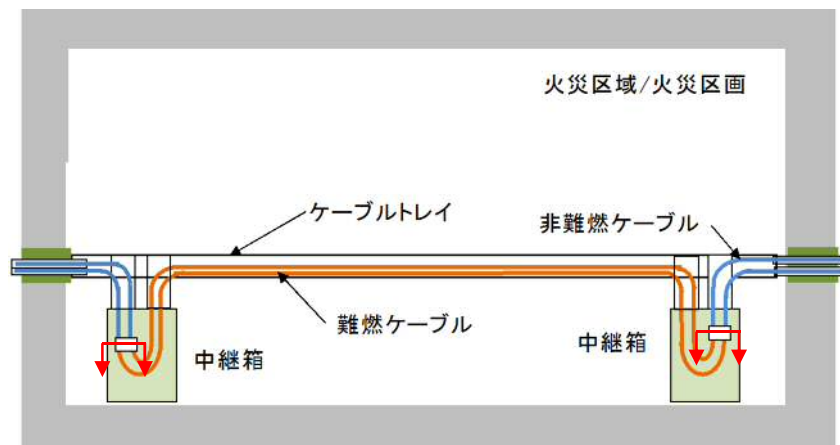 火災区域/火災区画
ケーブルトレイ
非難燃ケーブル
難燃ケーブル
中継箱
中継箱